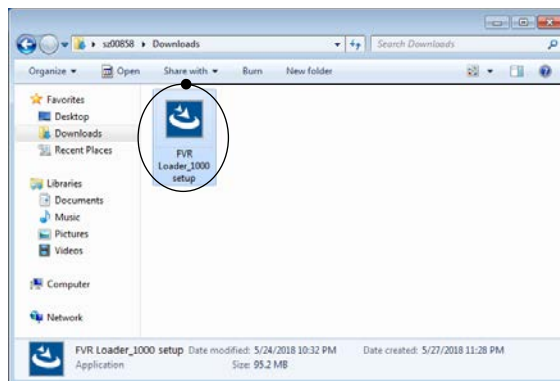 sz00858 Downloads Search Downloads
Organize Open Share with Burn New folder
Favorites
Desktop
Downloads
Recent Places
Libraries
Documents
Music
Pictures
Videos
Computer
Network
FVR
Loader_1000
setup
FVR Loader_1000 setup Date modified: 5/24/2018 10:32 PM Date created: 5/27/2018 11:28 PM
Application Size: 95.2 MB